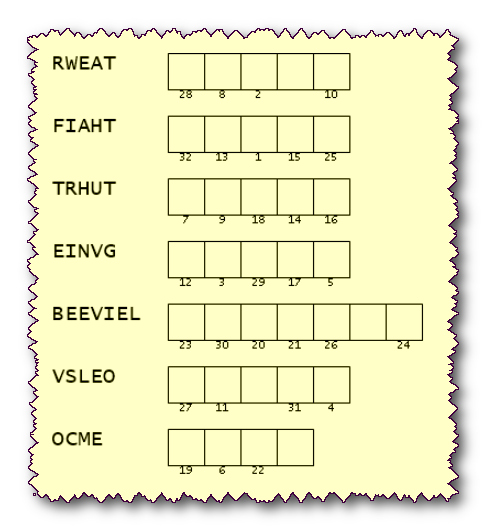 RWEAT
28 8 2 10
FIAHT
32 13 1 15 25
TRHUT
7 9 18 14 16
EINVG
12 3 29 17 5
BEEVIEL
23 30 20 21 26 24
VSLEO
27 11 31 4
OCME
19 6 22